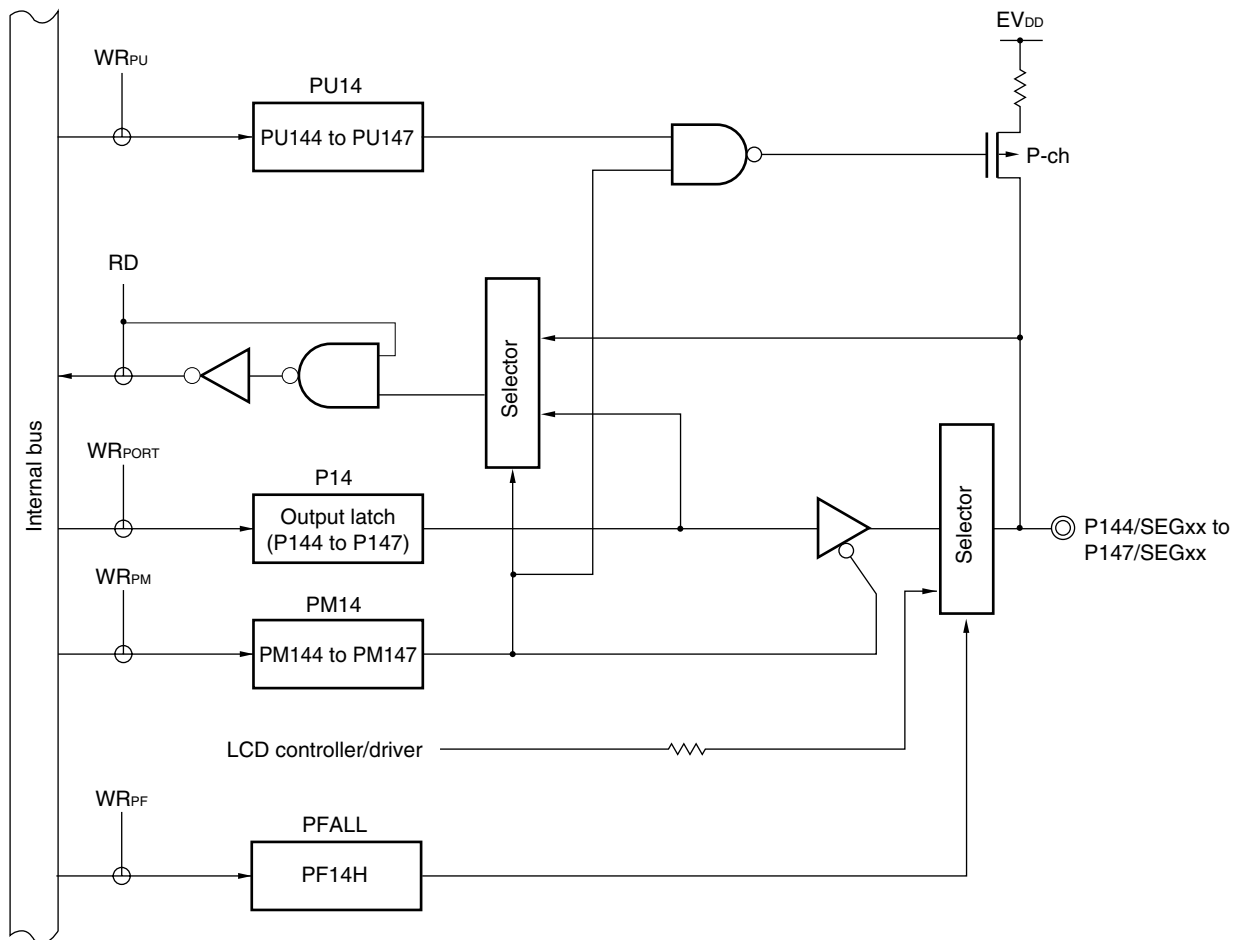 EVDD
WRPU
PU14
PU144 to PU147
P-ch
RD
Selector
Internal bus
WRPORT
P14
Output latch
(P144 to P147)
Selector
P144/SEGxx to
P147/SEGxx
WRPM
PM14
PM144 to PM147
LCD controller/driver
WRPF
PFALL
PF14H